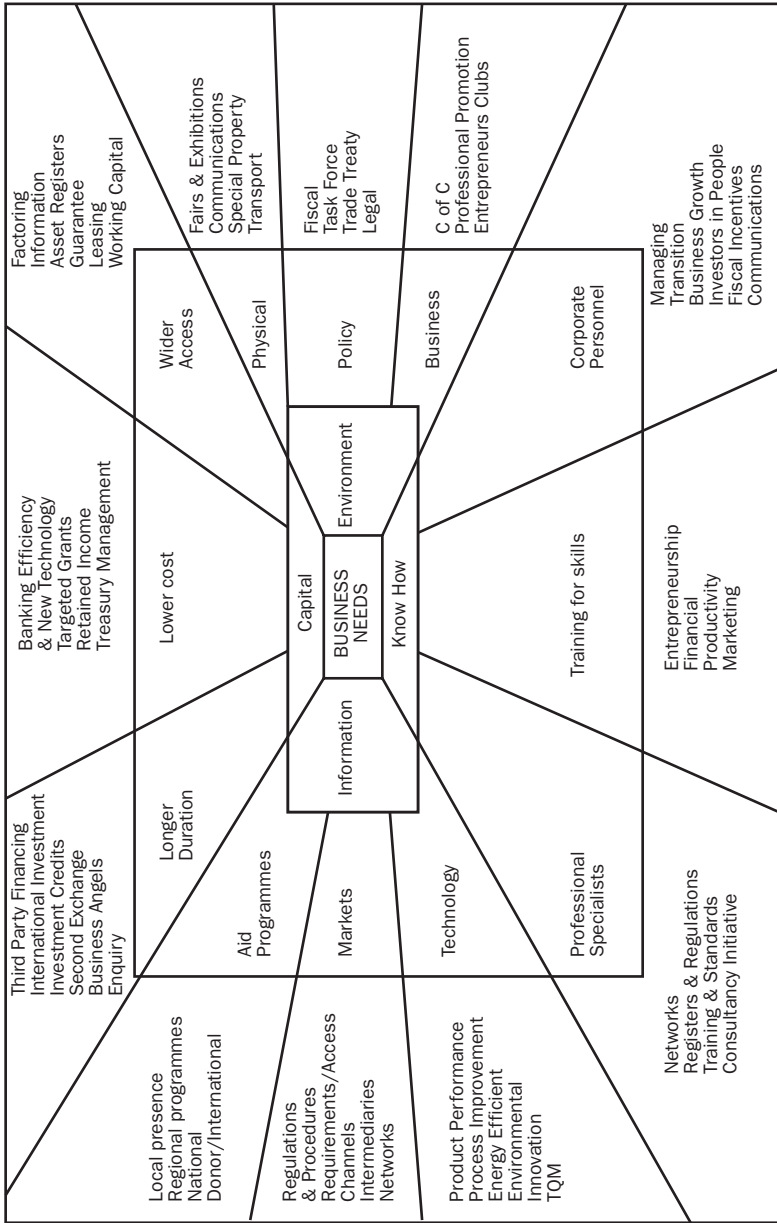 Third Party Financing
International Investment
Investment Credits
Second Exchange
Business Angels
Enquiry
Banking Efficiency
& New Technology
Targeted Grants
Retained Income
Treasury Management
Factoring
Information
Asset Registers
Guarantee
Leasing
Working Capital
Longer
Duration
Lower cost
Wider
Access
Local presence
Regional programmes
National
Donor/International
Aid
Programmes
Physical
Fairs & Exhibitions
Communications
Special Property
Transport
Regulations
& Procedures
Requirements/Access
Channels
Intermediaries
Networks
Markets
Information
Capital
BUSINESS
NEEDS
Know How
Environment
Policy
Fiscal
Task Force
Trade Treaty
Legal
Product Performance
Process Improvement
Energy Efficient
Environmental
Innovation
TQM
Technology
Business
C of C
Professional Promotion
Entrepreneurs Clubs
Professional
Specialists
Training for skills
Corporate
Personnel
Networks
Registers & Regulations
Training & Standards
Consultancy Initiative
Entrepreneurship
Financial
Productivity
Marketing
Managing
Transition
Business Growth
Investors in People
Fiscal Incentives
Communications